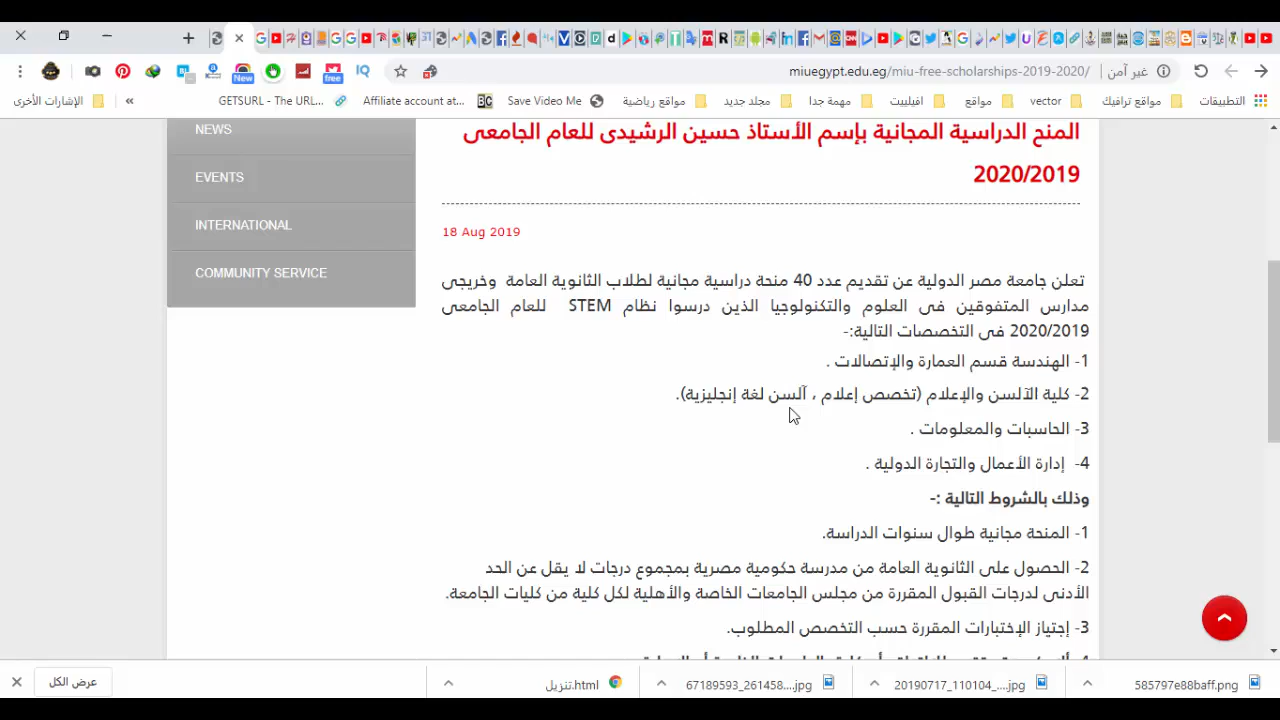 miuegypt.edu.eg/miu-free-scholarships-2019-2020/ غير آمن
New
free
IQ
التطبيقات
مواقع ترافيك
vector
مواقع
افيلييت
مهمة جدا
مجلد جديد
مواقع رياضية
Save Video Me
BC
Affiliate account at...
GETSURL - The URL...
«
الإشارات الأخرى
NEWS
EVENTS
INTERNATIONAL
COMMUNITY SERVICE
المنح الدراسية المجانية بإسم الأستاذ حسين الرشيدى للعام الجامعى
2020/2019
18 Aug 2019
تعلن جامعة مصر الدولية عن تقديم عدد 40 منحة دراسية مجانية لطلاب الثانوية العامة وخريجى
مدارس المتفوقين فى العلوم والتكنولوجيا الذين درسوا نظام STEM للعام الجامعى
2020/2019 فى التخصصات التالية:-
1- الهندسة قسم العمارة والإتصالات .
2- كلية الآلسن والإعلام (تخصص إعلام ، آلسن لغة إنجليزية).
3- الحاسبات والمعلومات .
4- إدارة الأعمال والتجارة الدولية .
وذلك بالشروط التالية :-
1- المنحة مجانية طوال سنوات الدراسة.
2- الحصول على الثانوية العامة من مدرسة حكومية مصرية بمجموع درجات لا يقل عن الحد
الأدنى لدرجات القبول المقررة من مجلس الجامعات الخاصة والأهلية لكل كلية من كليات الجامعة.
3- إجتياز الإختبارات المقررة حسب التخصص المطلوب.
585797e88baff.png
20190717_110104_....jpg
67189593_261458....jpg
تنزيل.html
عرض الكل